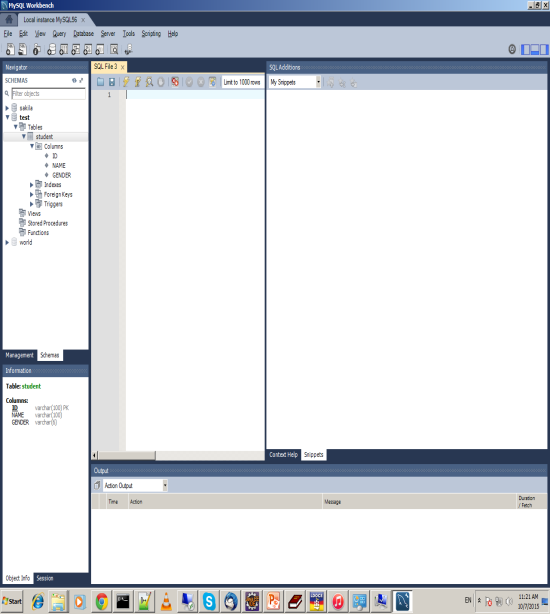 MySQL Workbench
Local instance MySQL56 ×
File Edit View Query Database Server Tools Scripting Help
Navigator
SCHEMAS
Filter objects
sakila
test
Tables
student
Columns
ID
NAME
GENDER
Indexes
Foreign Keys
Triggers
Views
Stored Procedures
Functions
world
Management Schemas
Information
Table: student
Columns:
ID varchar(100) PK
NAME varchar(100)
GENDER varchar(6)
Object Info Session
SQL File 3 ×
Limit to 1000 rows
1
SQL Additions
My Snippets
Context Help Snippets
Output
Action Output
Time Action Message Duration / Fetch
Start
EN 11:21 AM
10/7/2015